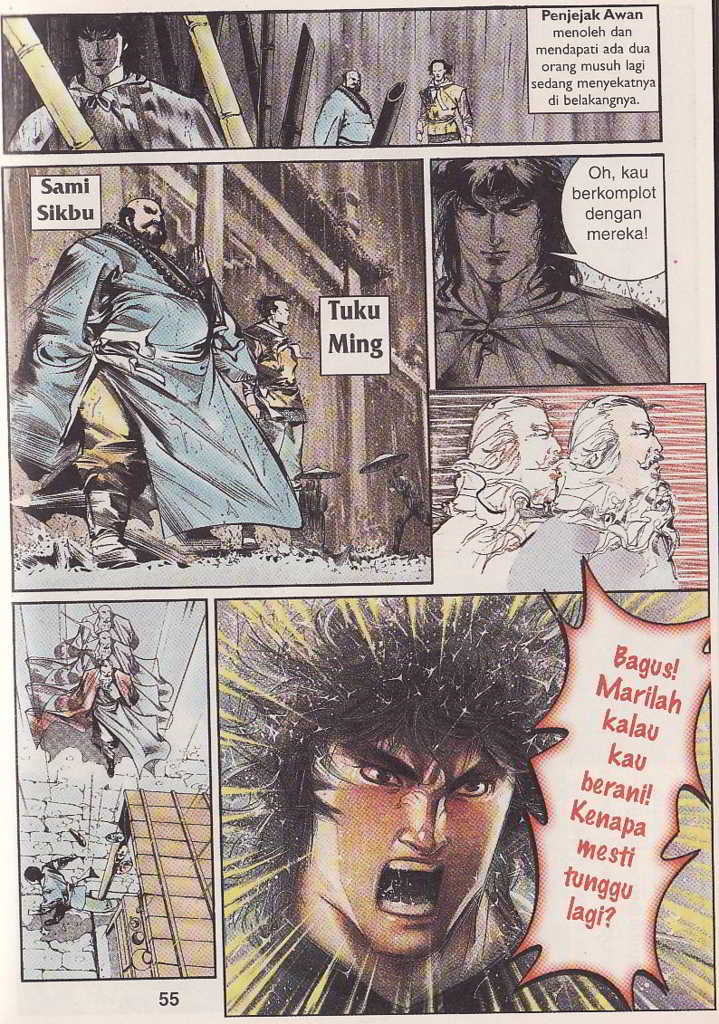 Penjejak Awan
menoleh dan
mendapati ada dua
orang musuh lagi
sedang menyekatnya
di belakangnya.
Sami
Sikbu
Tuku
Ming
Oh, kau
berkomplot
dengan
mereka!
Bagus!
Marilah
kalau
kau
berani!
Kenapa
mesti
tunggu
lagi?
55